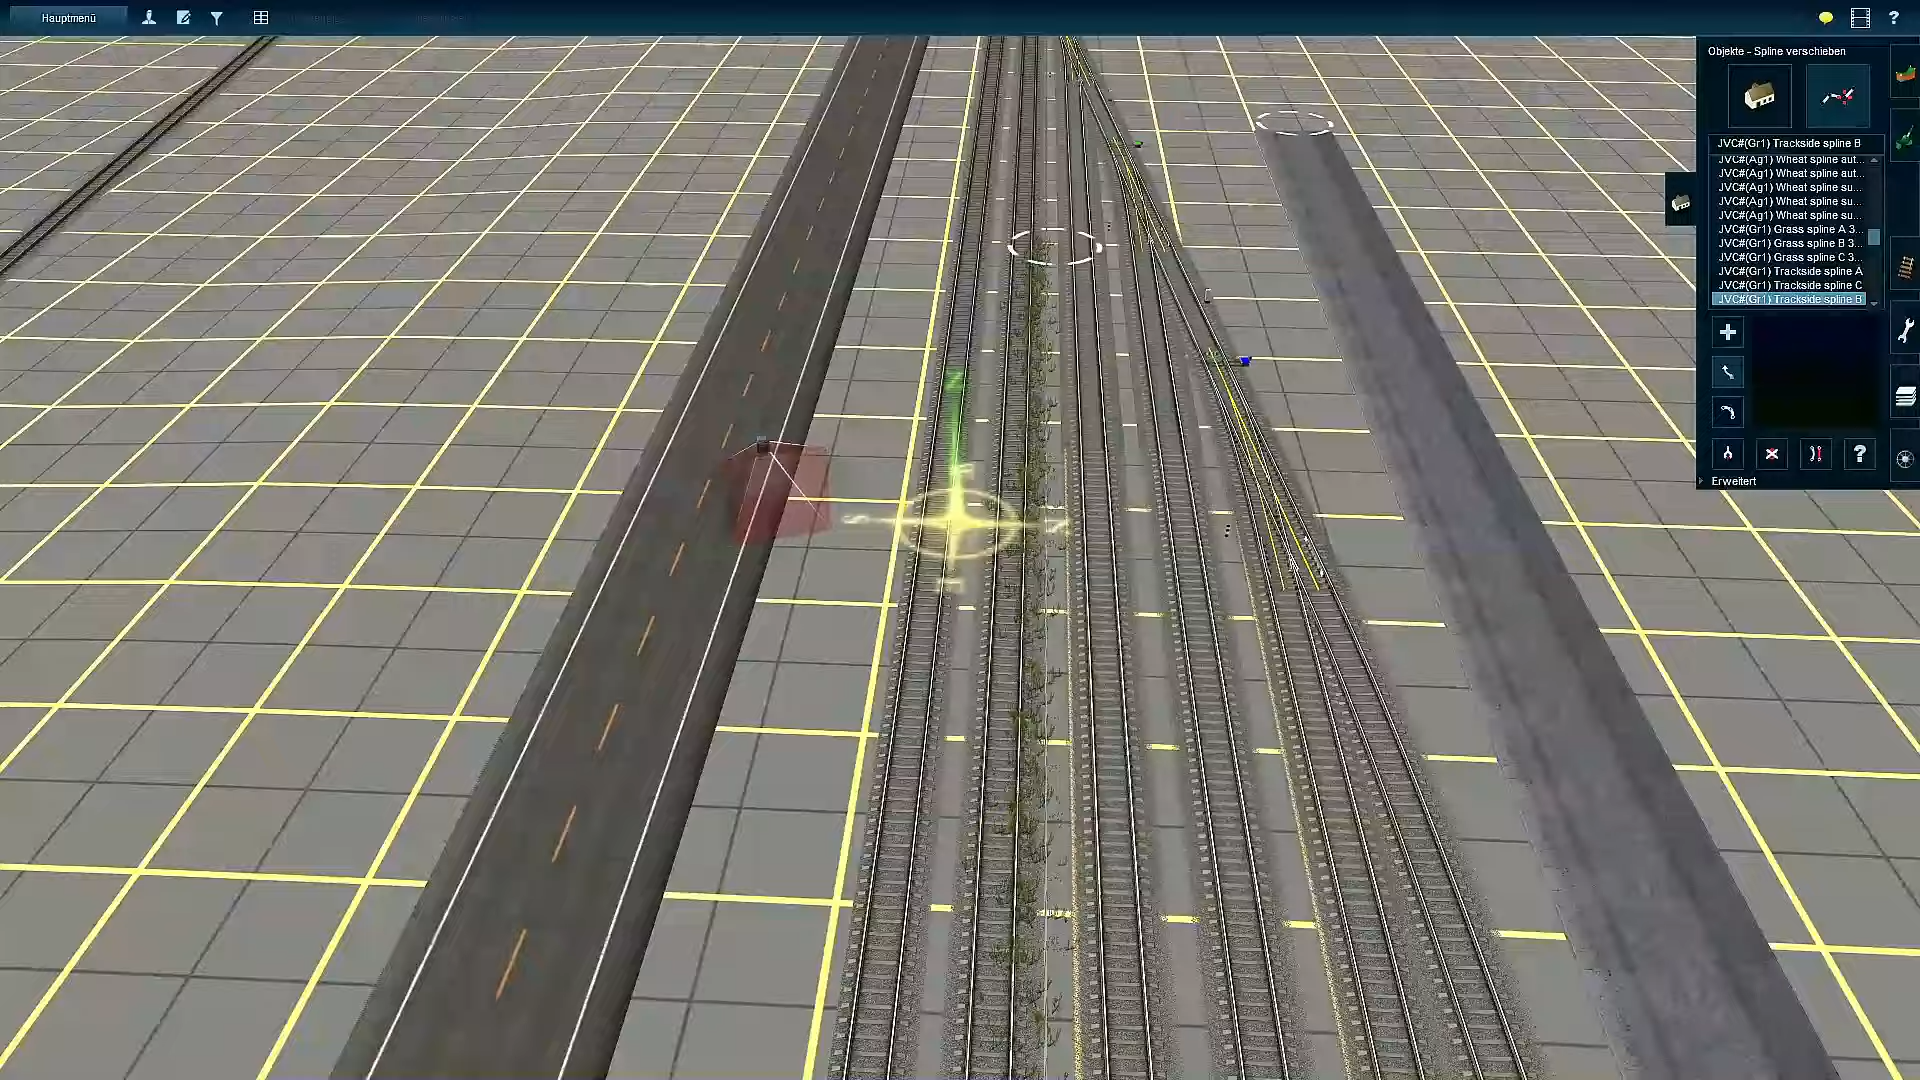 Hauptmenü
?
Objekte - Spline verschieben
JVC#(Gr1) Trackside spline B
JVC#(Ag1) Wheat spline aut...
JVC#(Ag1) Wheat spline aut...
JVC#(Ag1) Wheat spline su...
JVC#(Ag1) Wheat spline su...
JVC#(Ag1) Wheat spline su...
JVC#(Gr1) Grass spline A 3...
JVC#(Gr1) Grass spline B 3...
JVC#(Gr1) Grass spline C 3...
JVC#(Gr1) Trackside spline A
JVC#(Gr1) Trackside spline C
JVC#(Gr1) Trackside spline B
?
Erweitert